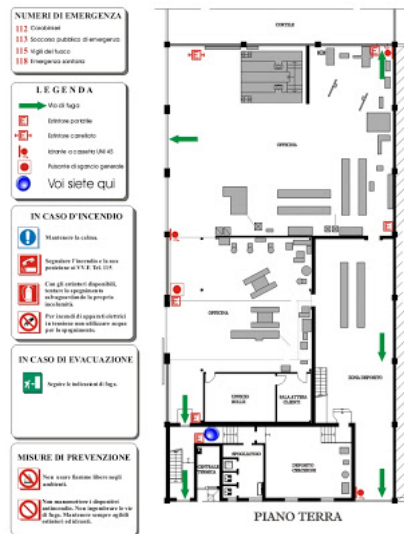 NUMERI DI EMERGENZA
112 Carabinieri
113 Soccorso pubblico di emergenza
115 Vigili del fuoco
118 Emergenza sanitaria
LEGENDA
Via di fuga
Estintore portatile
Estintore carrellato
Idrante a cassetta UNI 45
Pulsante di sgancio generale
Voi siete qui
IN CASO D'INCENDIO
Mantenere la calma.
Segnalare l'incendio e la sua
posizione ai VV.F. Tel. 115
Con gli estintori disponibili,
tentare lo spegnimento
salvaguardando la propria
incolumità.
Per incendi di apparati elettrici
in tensione non utilizzare acqua
per lo spegnimento.
IN CASO DI EVACUAZIONE
Seguire le indicazioni di fuga.
MISURE DI PREVENZIONE
Non usare fiamme libere negli
ambienti.
Non manomettere i dispositivi
antincendio. Non ingombrare le vie
di fuga. Mantenere sempre agibili
estintori ed idranti.
CORTILE
OFFICINA
OFFICINA
ZONA DEPOSITO
UFFICIO
BOLLE
SALA ATTESA
CLIENTI
SPOGLIATOIO
CENTRALE
TERMICA
DEPOSITO
PIANO TERRA